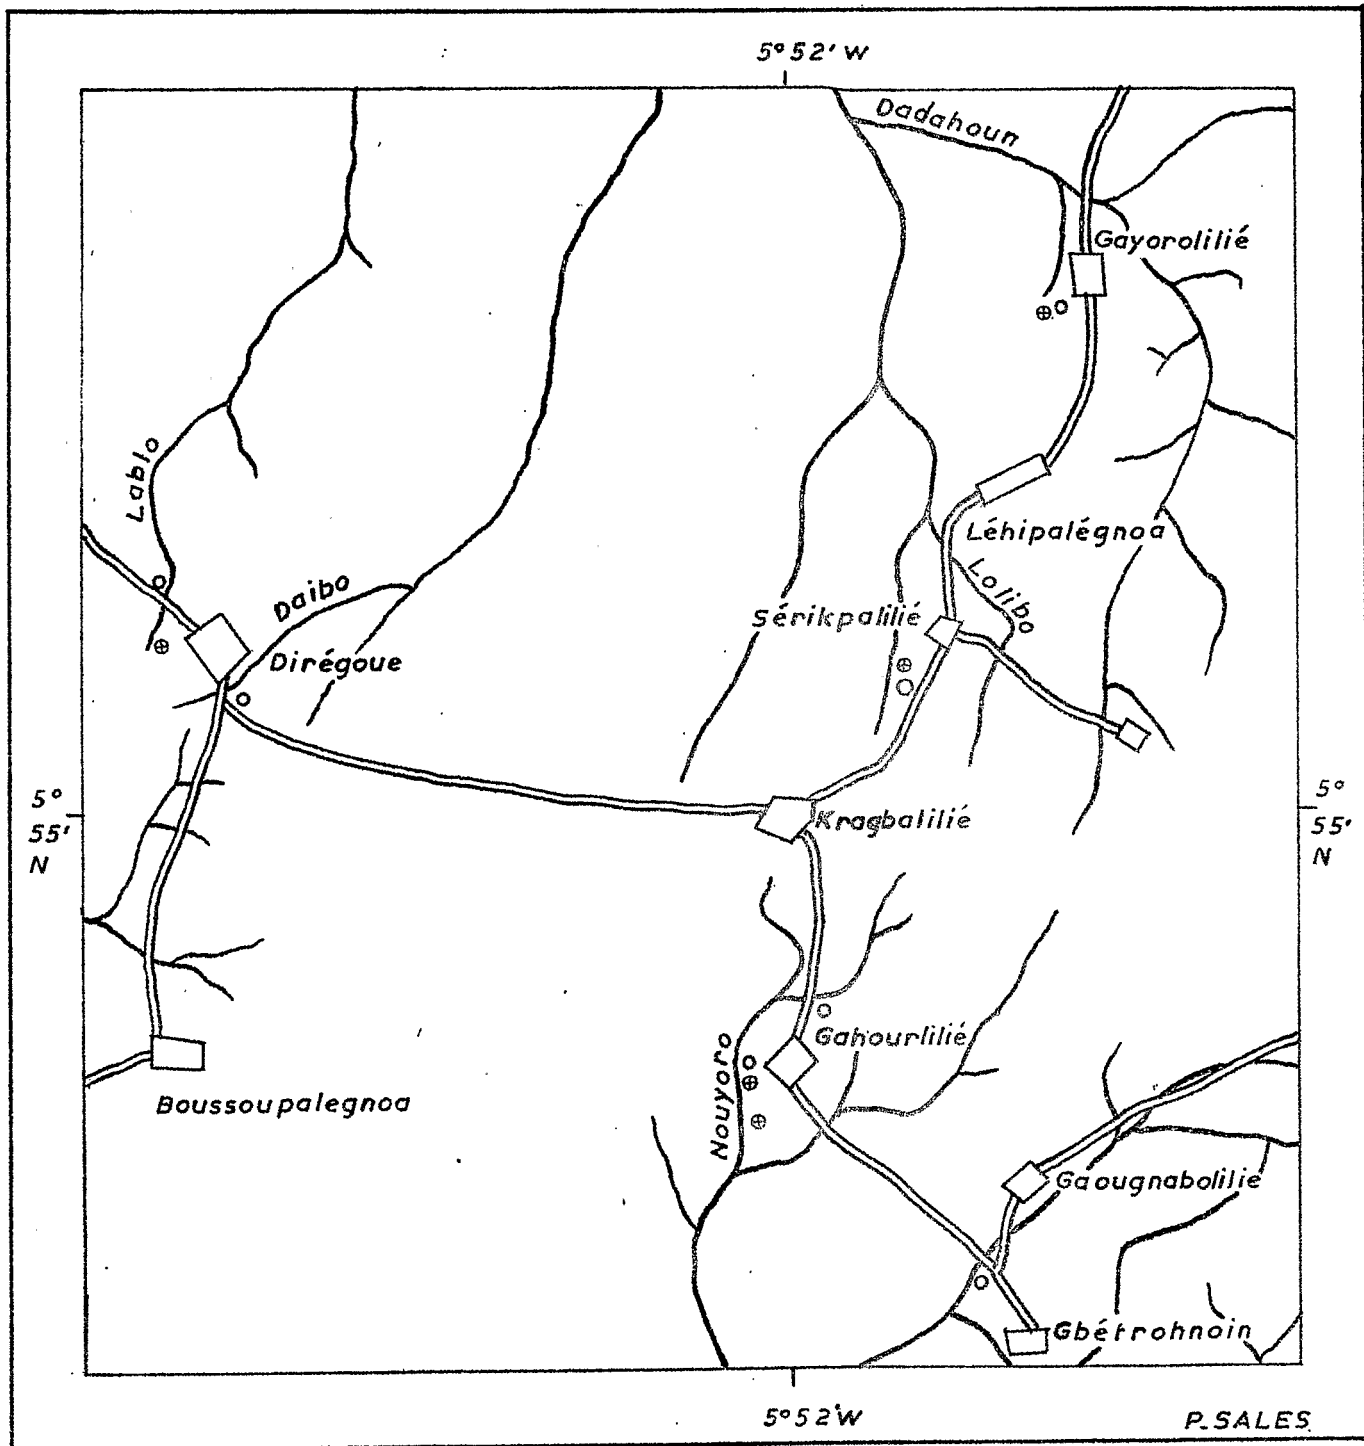 5° 52' W
Dadahoun
Gayorolilié
Lablo
Léhipalégnoa
Lolibo
Daibo
Sérikpalilié
Dirégoue
5°
55'
N
5°
55'
N
Kragbalilié
Gahourlilié
Nouyoro
Boussoupalegnoa
Gaougnabolilie
Gbétrohnoin
5° 52' W
P_SALES